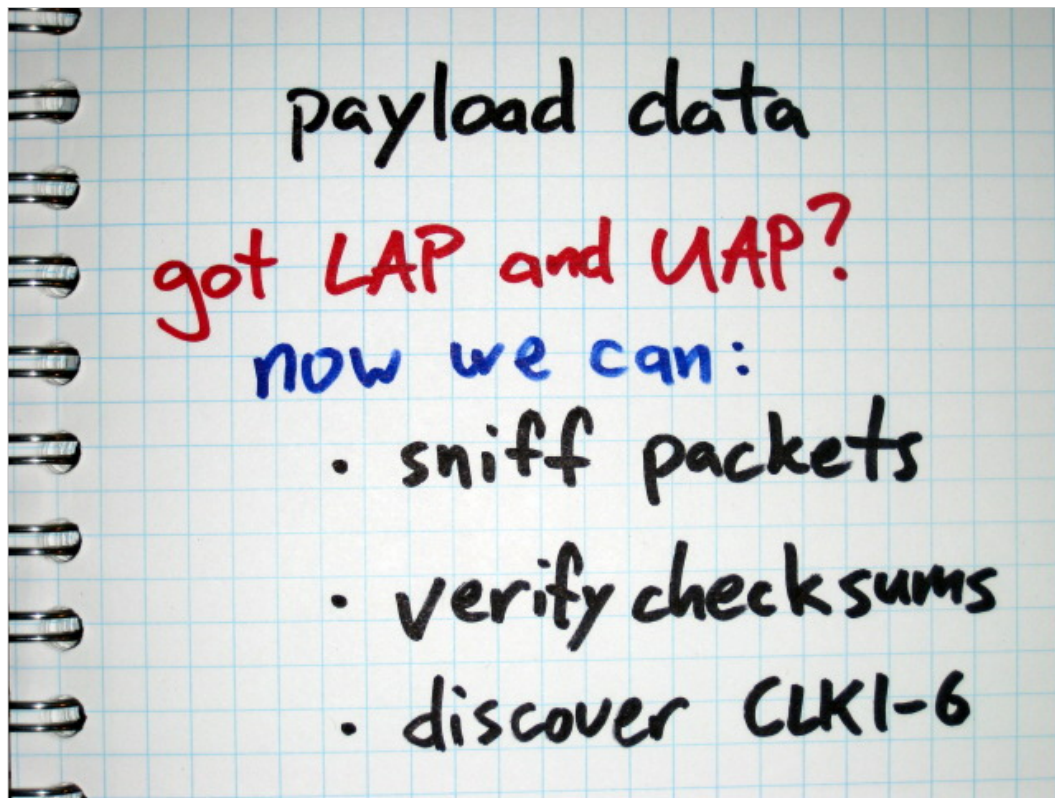 payload data
got LAP and UAP?
now we can:
· sniff packets
· verify checksums
· discover CLK1-6